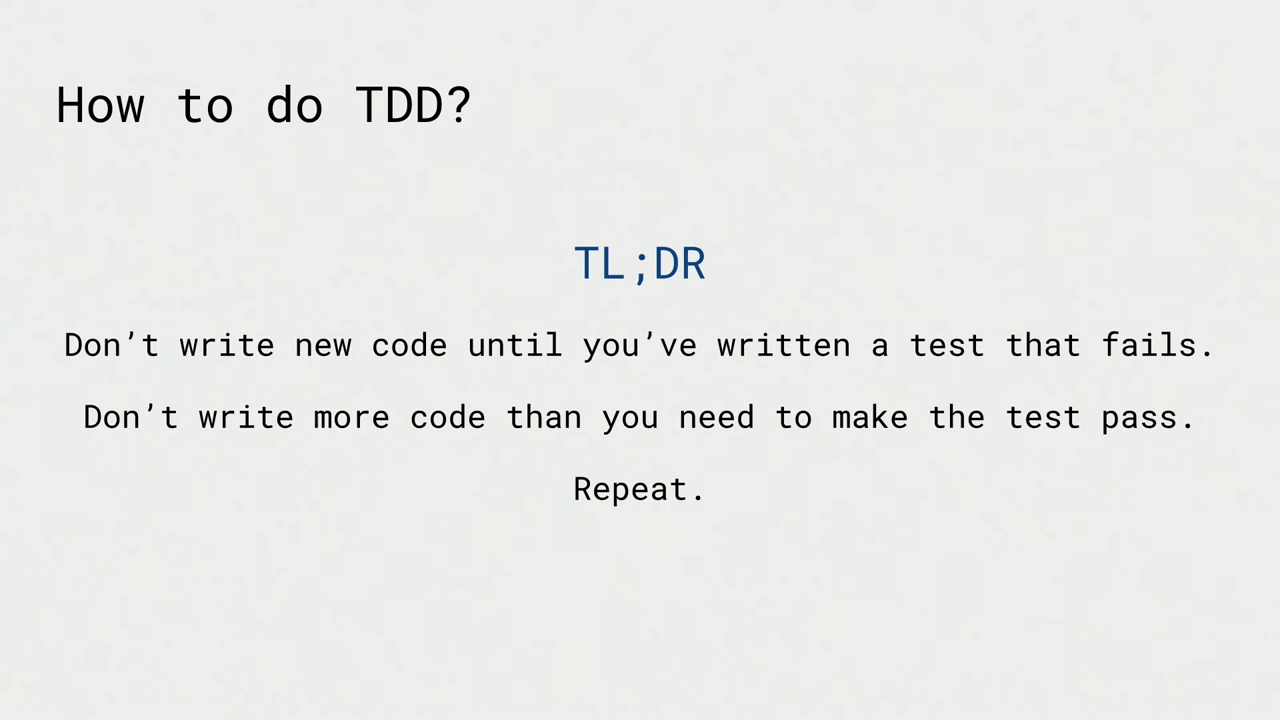 How to do TDD?
TL;DR
Don’t write new code until you’ve written a test that fails.
Don’t write more code than you need to make the test pass.
Repeat.